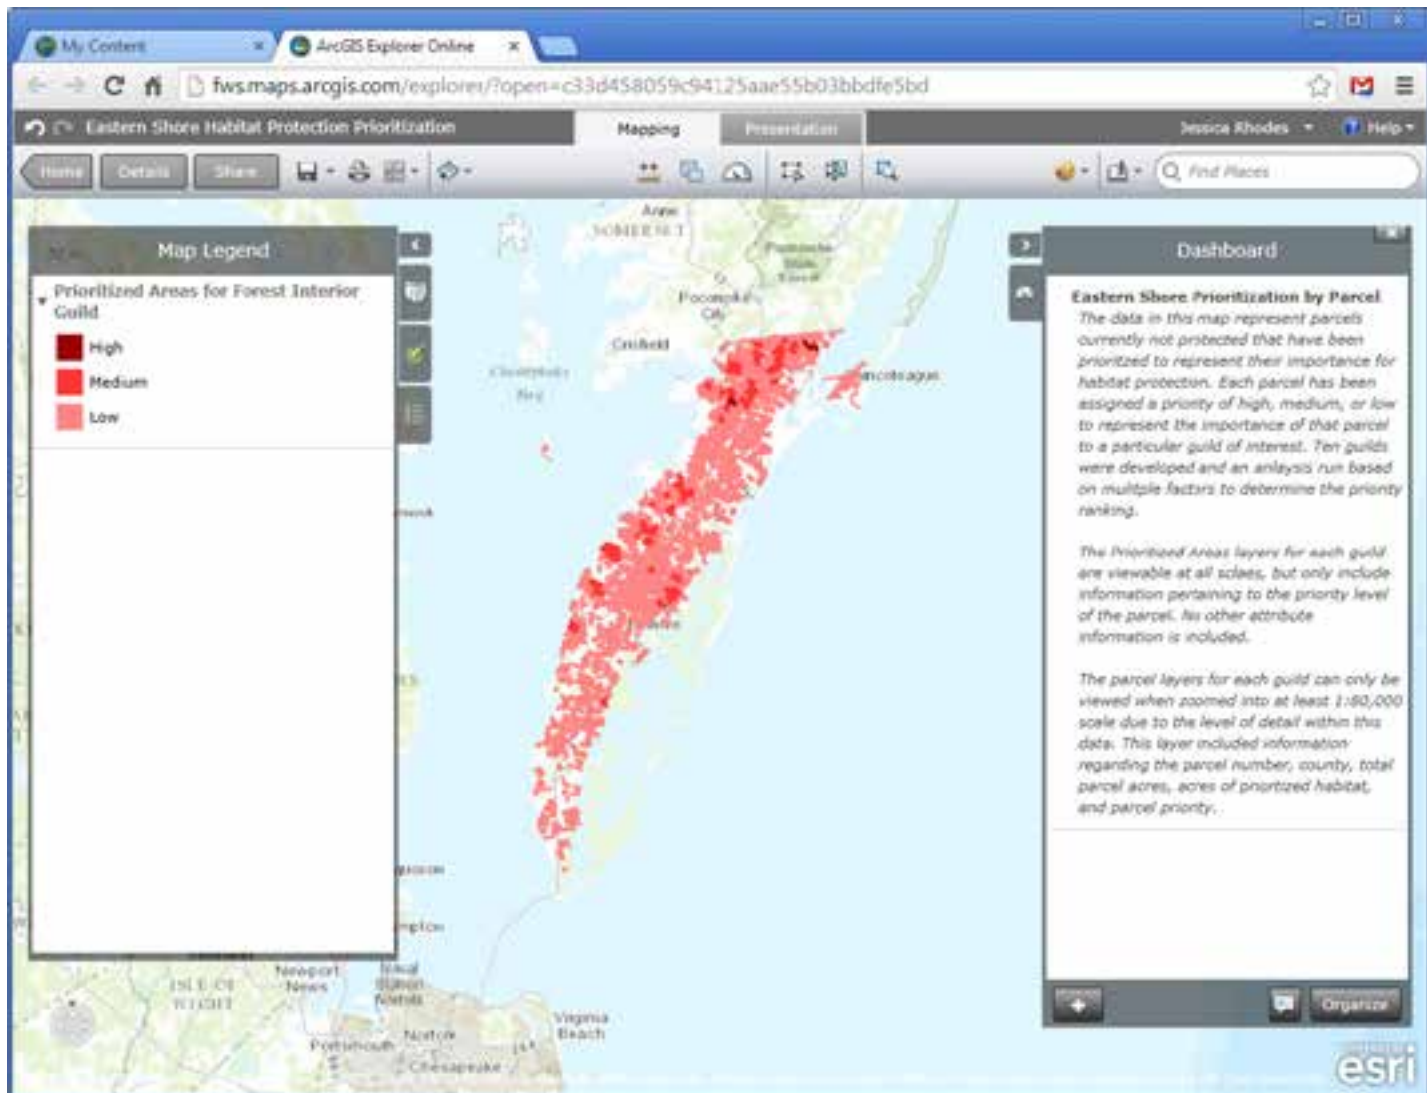 My Content
ArcGIS Explorer Online
fws.maps.arcgis.com/explorer/?open=c33d458059c94125aae55b03bbdfe5bd
Eastern Shore Habitat Protection Prioritization
Mapping
Presentation
Jessica Rhodes
Help
Home
Details
Share
Find Places
Map Legend
Prioritized Areas for Forest Interior
Guild
High
Medium
Low
SOMERSET
Pocomoke
City
Crisfield
Chesapeake
Bay
incoteague
mpton
Newport
News
ISLE OF
WIGHT
Naval
Station
Norfolk
Norfolk
Portsmouth
Chesapeake
Virginia
Beach
Dashboard
Eastern Shore Prioritization by Parcel
The data in this map represent parcels
currently not protected that have been
prioritized to represent their importance for
habitat protection. Each parcel has been
assigned a priority of high, medium, or low
to represent the importance of that parcel
to a particular guild of interest. Ten guilds
were developed and an anlaysis run based
on mulitple factors to determine the priority
ranking.
The Prioritized Areas layers for each guild
are viewable at all sclaes, but only include
information pertaining to the priority level
of the parcel. No other attribute
information is included.
The parcel layers for each guild can only be
viewed when zoomed into at least 1:80,000
scale due to the level of detail within this
data. This layer included information
regarding the parcel number, county, total
parcel acres, acres of priortized habitat,
and parcel priority.
Organize
esri